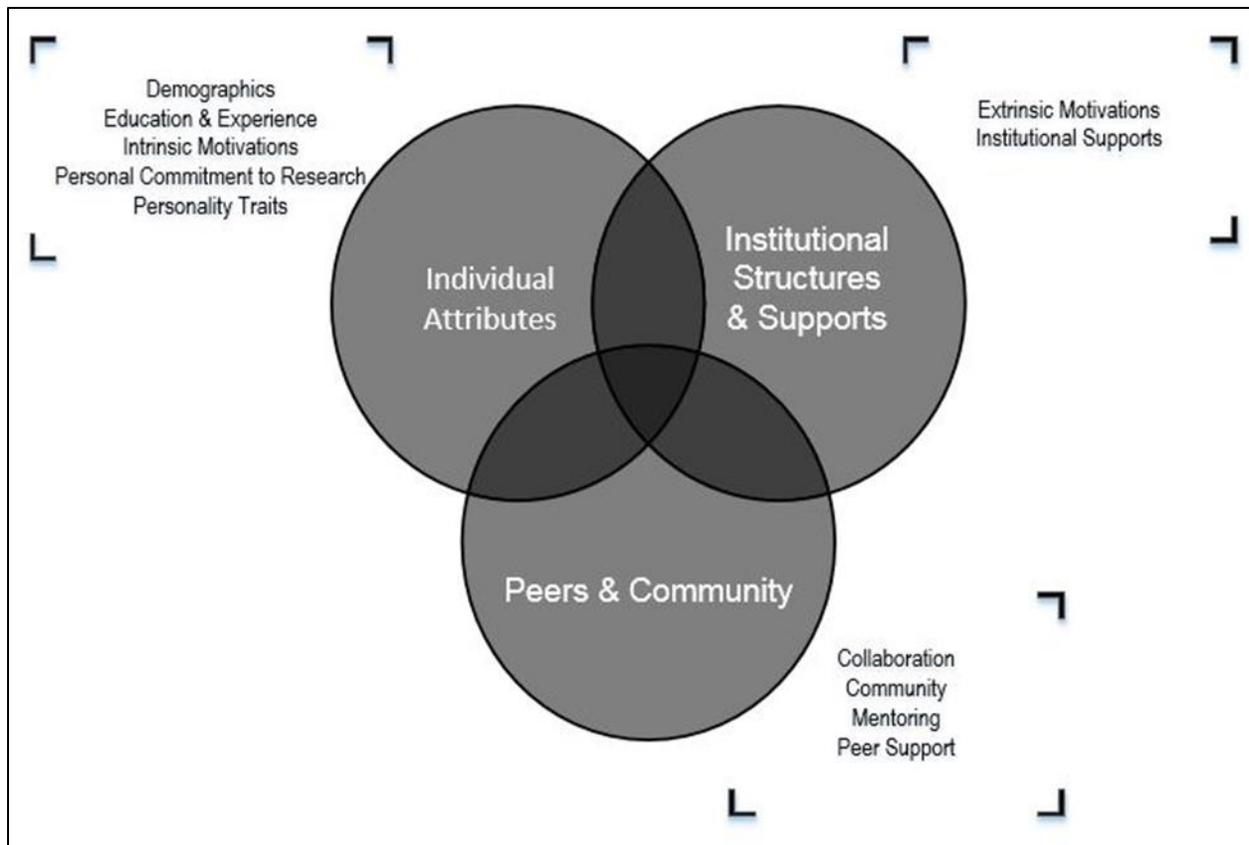 Demographics
Education & Experience
Intrinsic Motivations
Personal Commitment to Research
Personality Traits
Extrinsic Motivations
Institutional Supports
Individual
Attributes
Institutional
Structures
& Supports
Peers & Community
Collaboration
Community
Mentoring
Peer Support